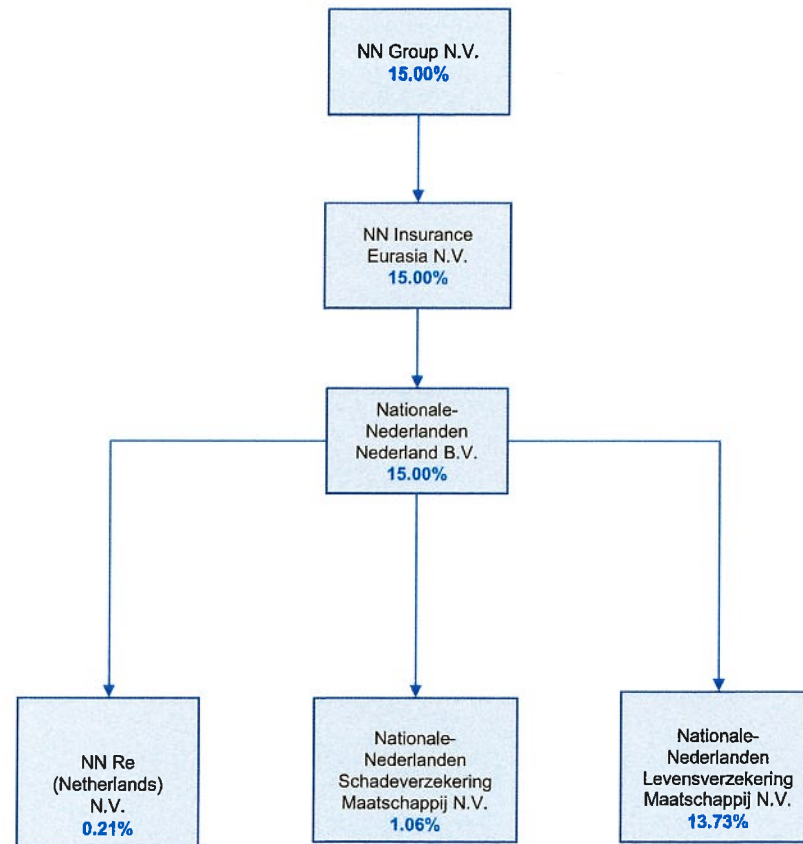 NN Group N.V.
15.00%
NN Insurance
Eurasia N.V.
15.00%
Nationale-
Nederlanden
Nederland B.V.
15.00%
NN Re
(Netherlands)
N.V.
0.21%
Nationale-
Nederlanden
Schadeverzekering
Maatschappij N.V.
1.06%
Nationale-
Nederlanden
Levensverzekering
Maatschappij N.V.
13.73%